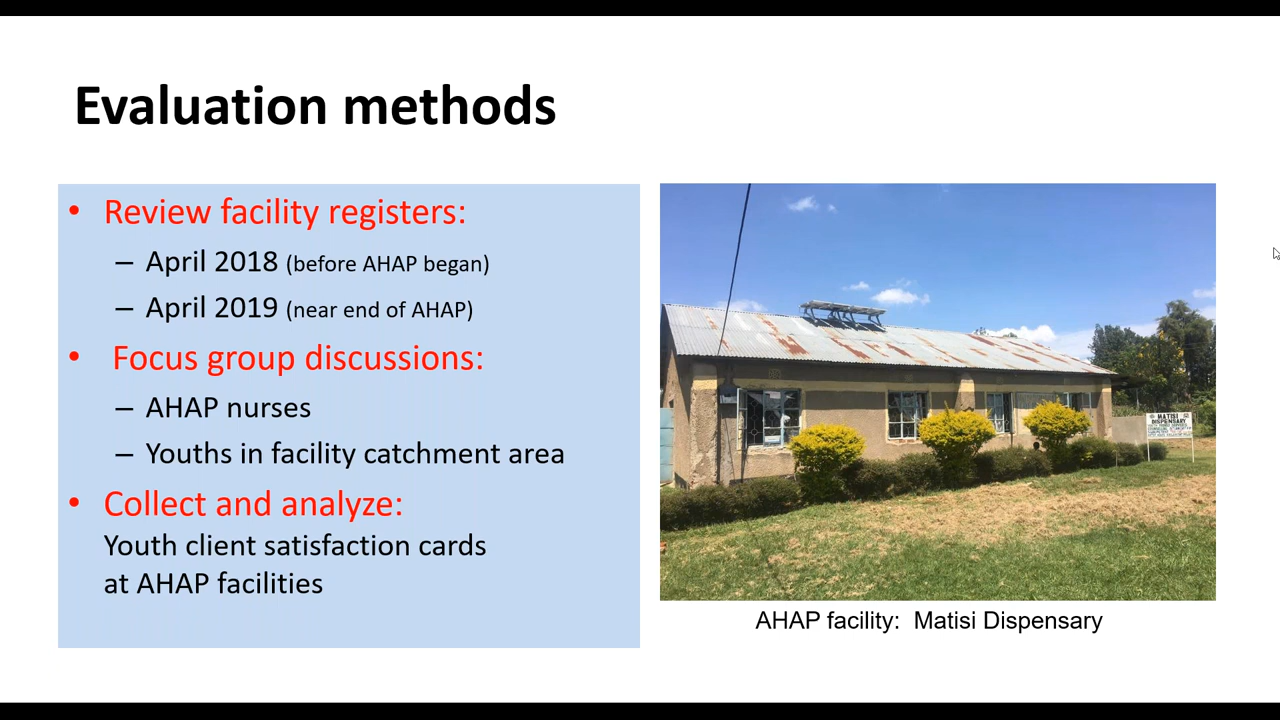 Evaluation methods
• Review facility registers:
– April 2018 (before AHAP began)
– April 2019 (near end of AHAP)
• Focus group discussions:
– AHAP nurses
– Youths in facility catchment area
• Collect and analyze:
Youth client satisfaction cards
at AHAP facilities
MATISI
DISPENSARY
AHAP facility: Matisi Dispensary